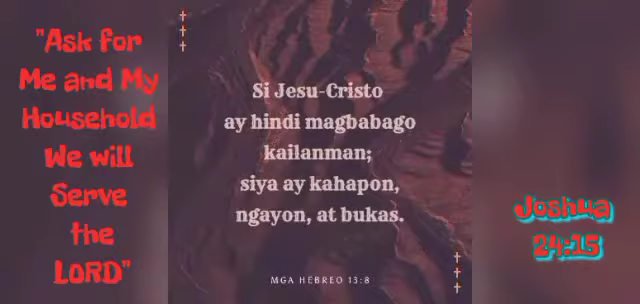 "Ask for
Me and My
Household
We will
Serve
the
LORD"
Si Jesu-Cristo
ay hindi magbabago
kailanman;
siya ay kahapon,
ngayon, at bukas.
MGA HEBREO 13:8
Joshua
24:15